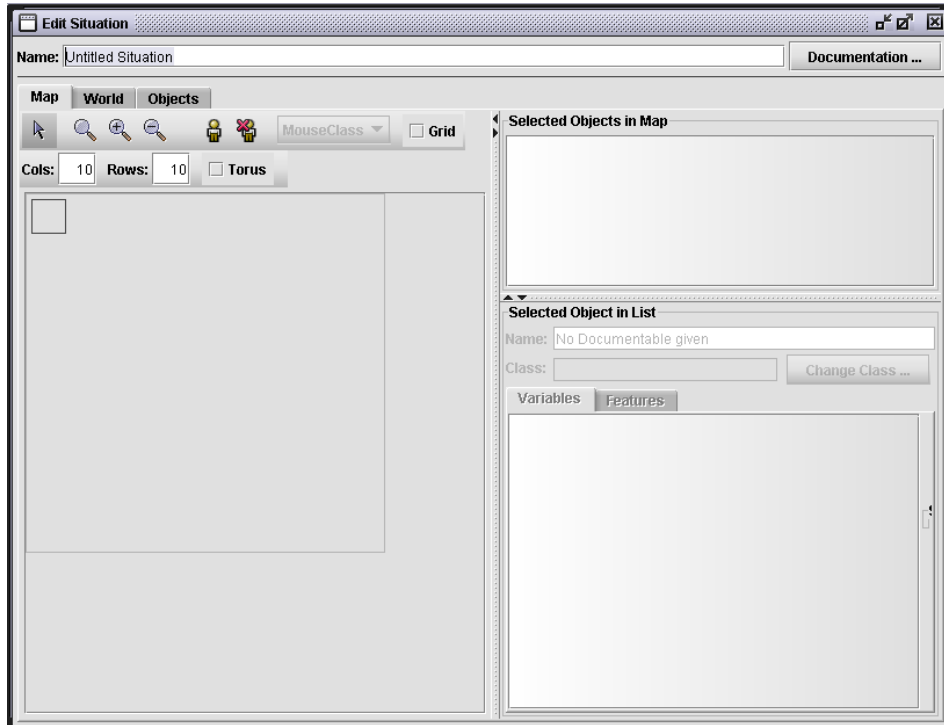 Edit Situation
Name: Untitled Situation Documentation ...
Map World Objects
MouseClass Grid
Cols: 10 Rows: 10 Torus
Selected Objects in Map
Selected Object in List
Name: No Documentable given
Class: Change Class ...
Variables Features